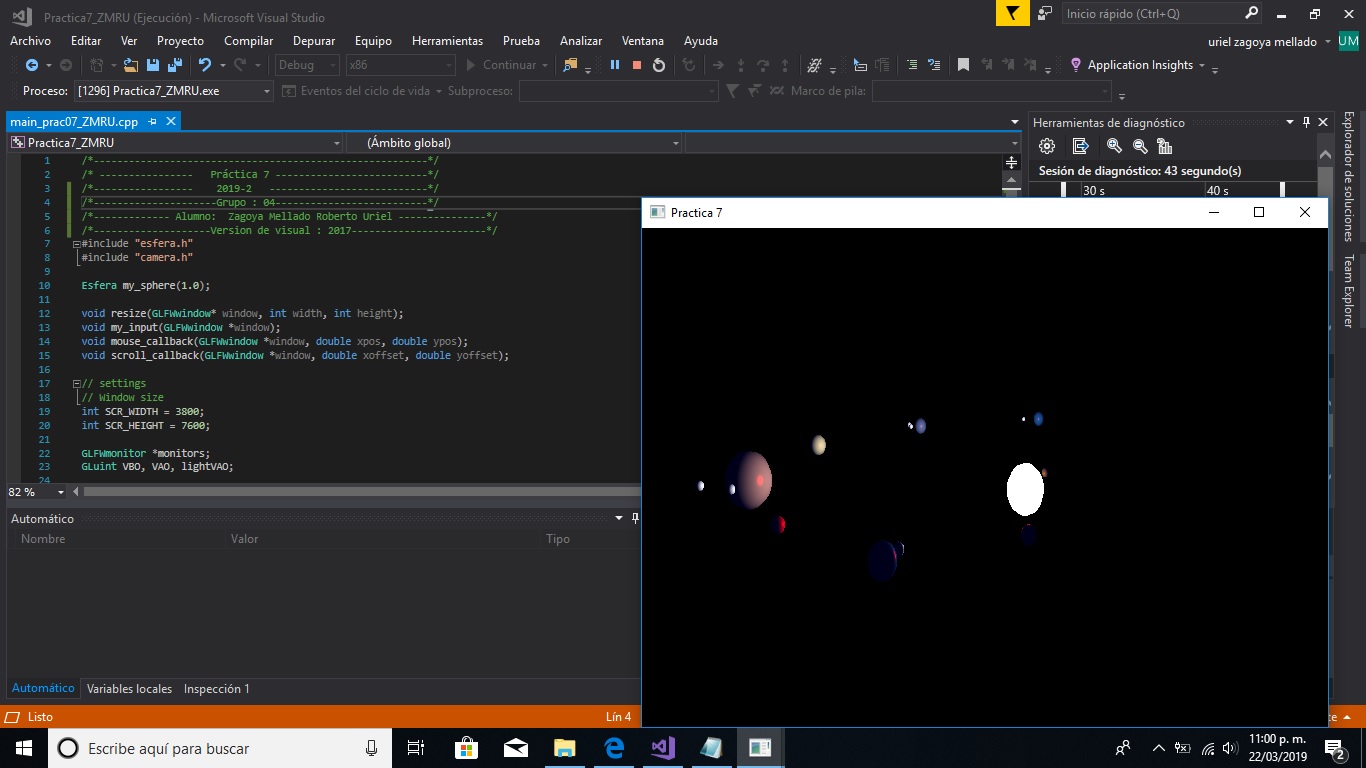 Practica7_ZMRU (Ejecución) - Microsoft Visual Studio
Inicio rápido (Ctrl+Q)
Archivo Editar Ver Proyecto Compilar Depurar Equipo Herramientas Prueba Analizar Ventana Ayuda
uriel zagoya mellado UM
Debug x86 Continuar Application Insights
Proceso: [1296] Practica7_ZMRU.exe Eventos del ciclo de vida Subproceso: Marco de pila:
main_prac07_ZMRU.cpp
Practica7_ZMRU (Ámbito global)
1 /*---------------------------------------------------------*/
2 /* ---------------- Práctica 7 --------------------------*/
3 /*----------------- 2019-2 ---------------------------*/
4 /*---------------------Grupo : 04--------------------------*/
5 /*------------- Alumno: Zagoya Mellado Roberto Uriel ---------------*/
6 /*--------------------Version de visual : 2017-----------------------*/
7 #include "esfera.h"
8 #include "camera.h"
9
10 Esfera my_sphere(1.0);
11
12 void resize(GLFWwindow* window, int width, int height);
13 void my_input(GLFWwindow *window);
14 void mouse_callback(GLFWwindow *window, double xpos, double ypos);
15 void scroll_callback(GLFWwindow *window, double xoffset, double yoffset);
16
17 // settings
18 // Window size
19 int SCR_WIDTH = 3800;
20 int SCR_HEIGHT = 7600;
21
22 GLFWmonitor *monitors;
23 GLuint VBO, VAO, lightVAO;
24
82 %
Automático
Nombre Valor Tipo
Automático Variables locales Inspección 1
Listo Lín 4
Herramientas de diagnóstico
Sesión de diagnóstico: 43 segundo(s)
30 s 40 s
Explorador de soluciones
Team Explorer
Practica 7
Escribe aquí para buscar
11:00 p. m.
22/03/2019
2